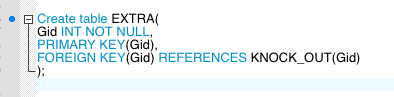 Create table EXTRA(
Gid INT NOT NULL,
PRIMARY KEY(Gid),
FOREIGN KEY(Gid) REFERENCES KNOCK_OUT(Gid)
);